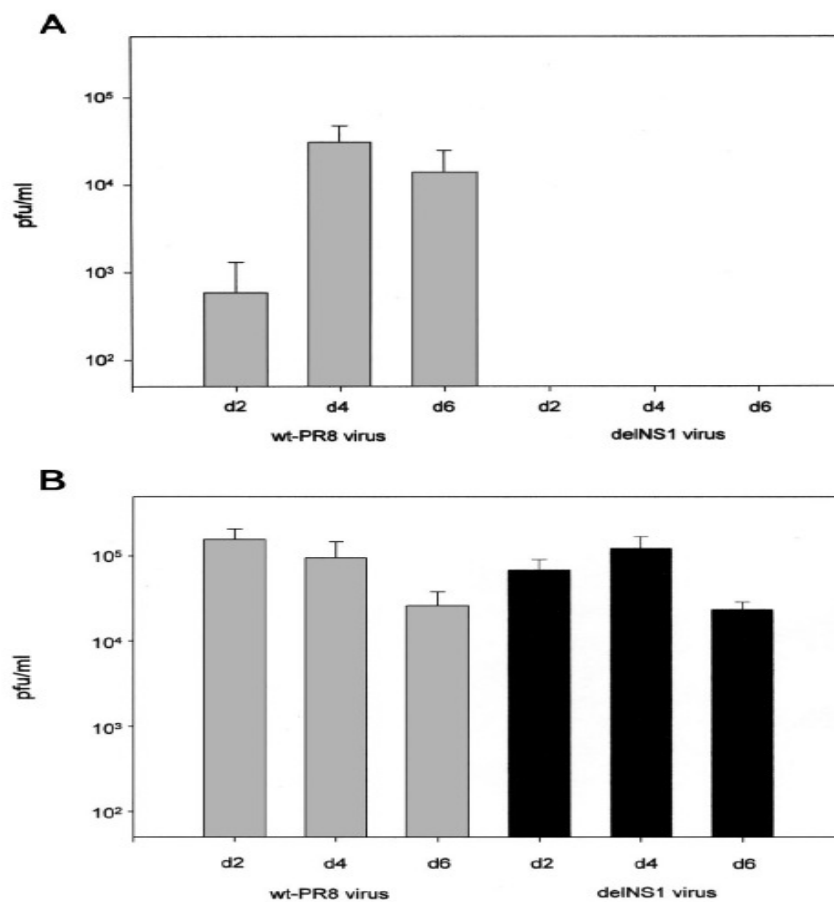 A
10⁵
10⁴
10³
10²
pfu/ml
d2 d4 d6 d2 d4 d6
wt-PR8 virus delNS1 virus
B
10⁵
10⁴
10³
10²
pfu/ml
d2 d4 d6 d2 d4 d6
wt-PR8 virus delNS1 virus